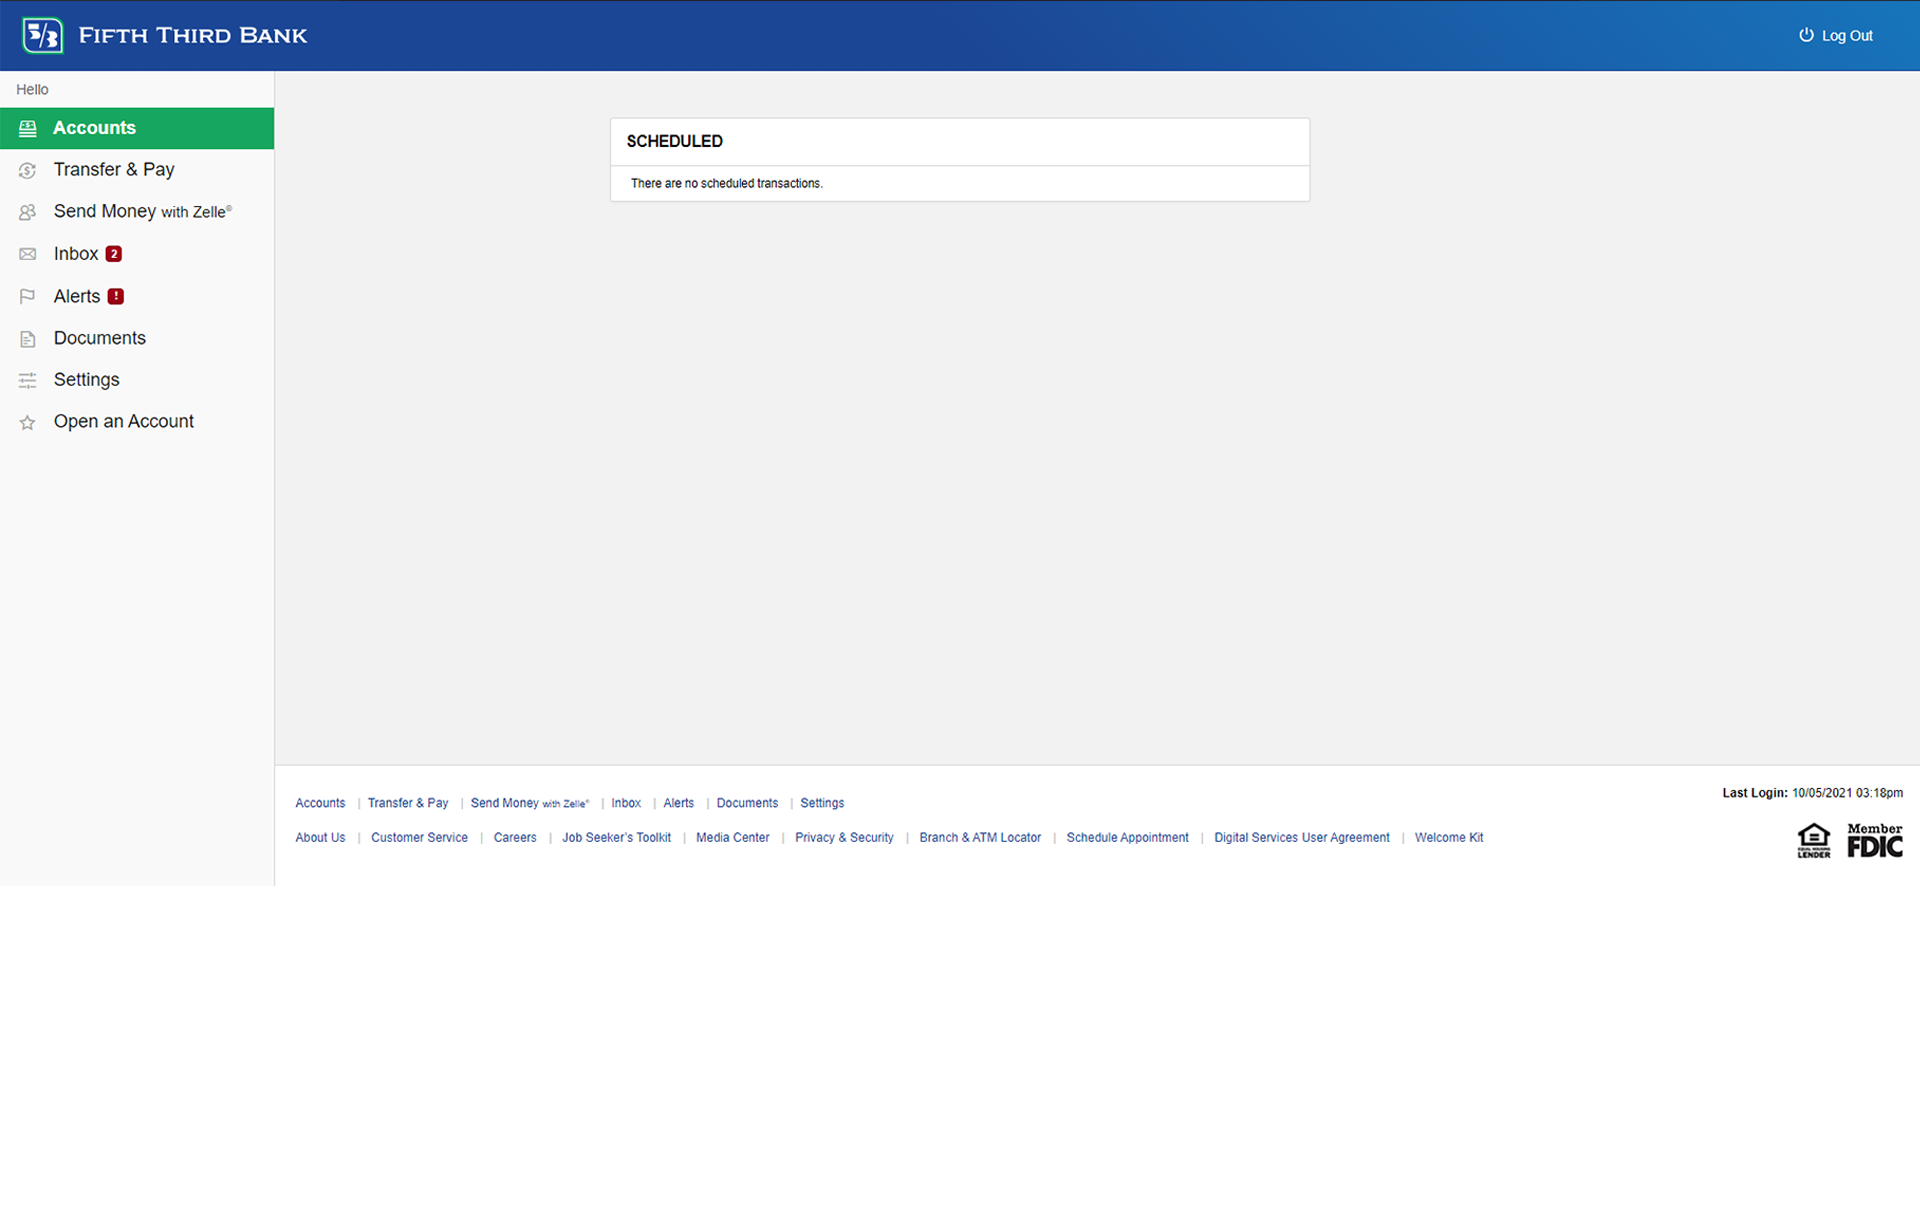 5/3 FIFTH THIRD BANK
Log Out
Hello
Accounts
Transfer & Pay
Send Money with Zelle®
Inbox 2
Alerts !
Documents
Settings
Open an Account
SCHEDULED
There are no scheduled transactions.
Accounts | Transfer & Pay | Send Money with Zelle® | Inbox | Alerts | Documents | Settings
Last Login: 10/05/2021 03:18pm
About Us | Customer Service | Careers | Job Seeker's Toolkit | Media Center | Privacy & Security | Branch & ATM Locator | Schedule Appointment | Digital Services User Agreement | Welcome Kit
EQUAL HOUSING
LENDER
Member
FDIC